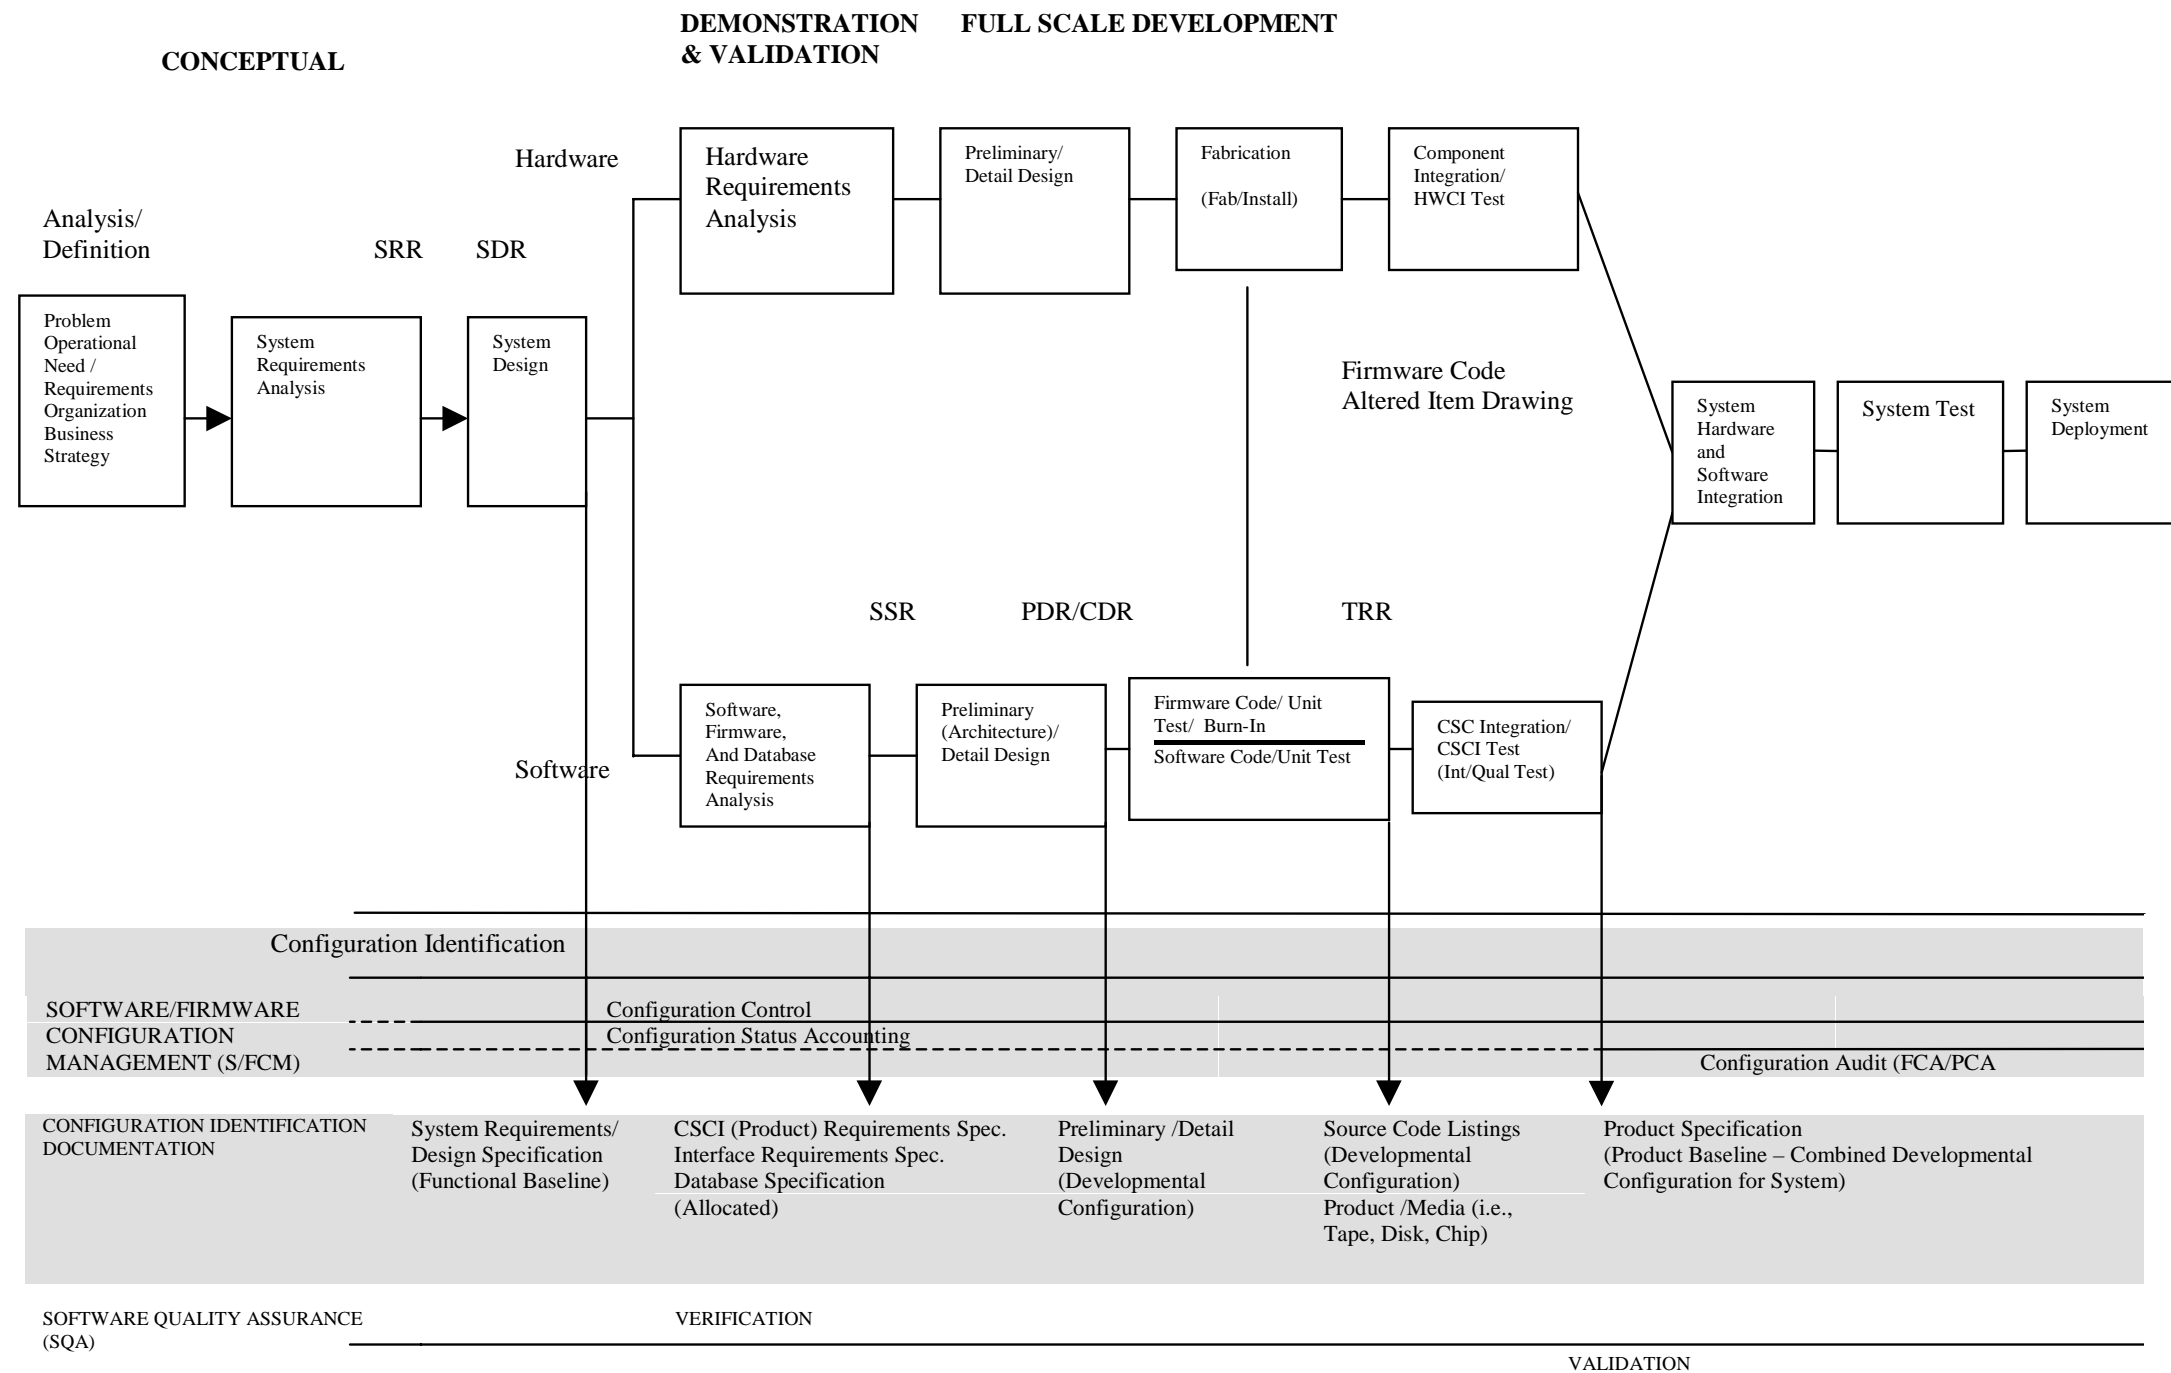 DEMONSTRATION
& VALIDATION
FULL SCALE DEVELOPMENT
CONCEPTUAL
Hardware
Hardware
Requirements
Analysis
Preliminary/
Detail Design
Fabrication
(Fab/Install)
Component
Integration/
HWCI Test
Analysis/
Definition
SRR
SDR
Problem
Operational
Need /
Requirements
Organization
Business
Strategy
System
Requirements
Analysis
System
Design
Firmware Code
Altered Item Drawing
System
Hardware
and
Software
Integration
System Test
System
Deployment
SSR
PDR/CDR
TRR
Software
Software,
Firmware,
And Database
Requirements
Analysis
Preliminary
(Architecture)/
Detail Design
Firmware Code/ Unit
Test/ Burn-In
Software Code/Unit Test
CSC Integration/
CSCI Test
(Int/Qual Test)
Configuration Identification
SOFTWARE/FIRMWARE
CONFIGURATION
MANAGEMENT (S/FCM)
Configuration Control
Configuration Status Accounting
Configuration Audit (FCA/PCA
CONFIGURATION IDENTIFICATION
DOCUMENTATION
System Requirements/
Design Specification
(Functional Baseline)
CSCI (Product) Requirements Spec.
Interface Requirements Spec.
Database Specification
(Allocated)
Preliminary /Detail
Design
(Developmental
Configuration)
Source Code Listings
(Developmental
Configuration)
Product /Media (i.e.,
Tape, Disk, Chip)
Product Specification
(Product Baseline – Combined Developmental
Configuration for System)
SOFTWARE QUALITY ASSURANCE
(SQA)
VERIFICATION
VALIDATION